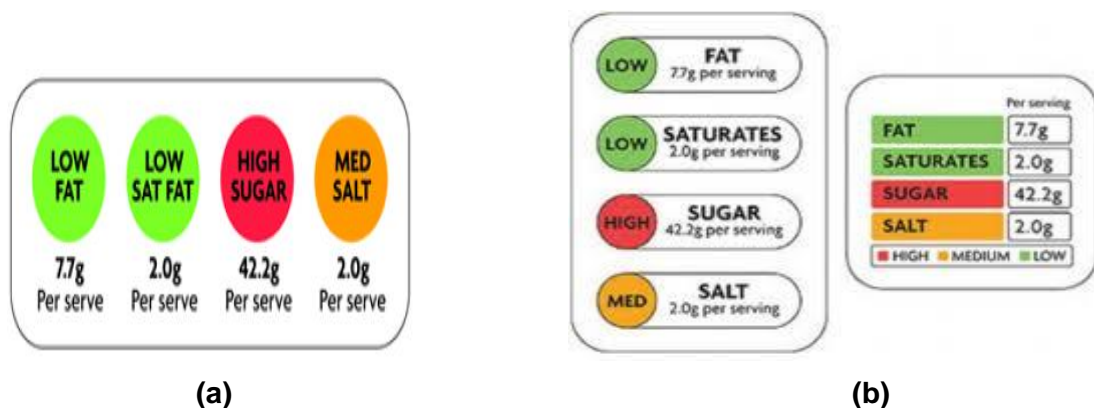 LOW
FAT
LOW
SAT FAT
HIGH
SUGAR
MED
SALT
7.7g
Per serve
2.0g
Per serve
42.2g
Per serve
2.0g
Per serve
(a)
LOW
FAT
7.7g per serving
LOW
SATURATES
2.0g per serving
HIGH
SUGAR
42.2g per serving
MED
SALT
2.0g per serving
Per serving
FAT 7.7g
SATURATES 2.0g
SUGAR 42.2g
SALT 2.0g
HIGH MEDIUM LOW
(b)